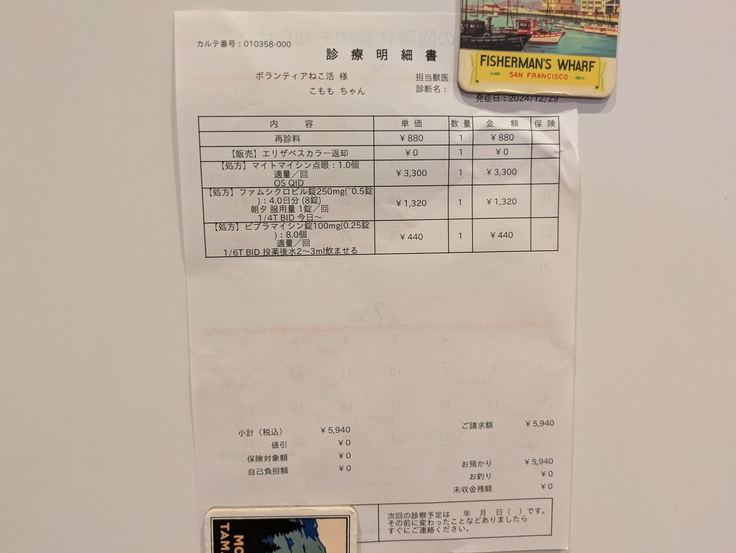 FISHERMAN'S WHARF
SAN FRANCISCO
カルテ番号：010358-000
診療明細書
ボランティアねこ活 様
こもも ちゃん
担当獣医
診断名：
発症日：2024/12/29
内 容 単 価 数 量 金 額 保 険
再診料 ￥880 1 ￥880
【販売】エリザベスカラー返却 ￥0 1 ￥0
【処方】マイトマイシン点眼：1.0個
適量／回 ￥3,300 1 ￥3,300
OS QID
【処方】ファムシクロビル錠250mg( 0.5錠
)：4.0日分 (8錠) ￥1,320 1 ￥1,320
朝夕 服用量 1錠／回
1/4T BID 今日～
【処方】ビブラマイシン錠100mg(0.25錠
)：8.0個 ￥440 1 ￥440
適量／回
1/6T BID 投薬後水2～3ml飲ませる
小計（税込） ￥5,940
値引 ￥0
保険対象額 ￥0
自己負担額 ￥0
ご請求額 ￥5,940
お預かり ￥5,940
お釣り ￥0
未収金残額 ￥0
次回の診察予定は 年 月 日（ ）です。
その前に変わったことなどありましたら
すぐにご連絡ください。
MO
TAM